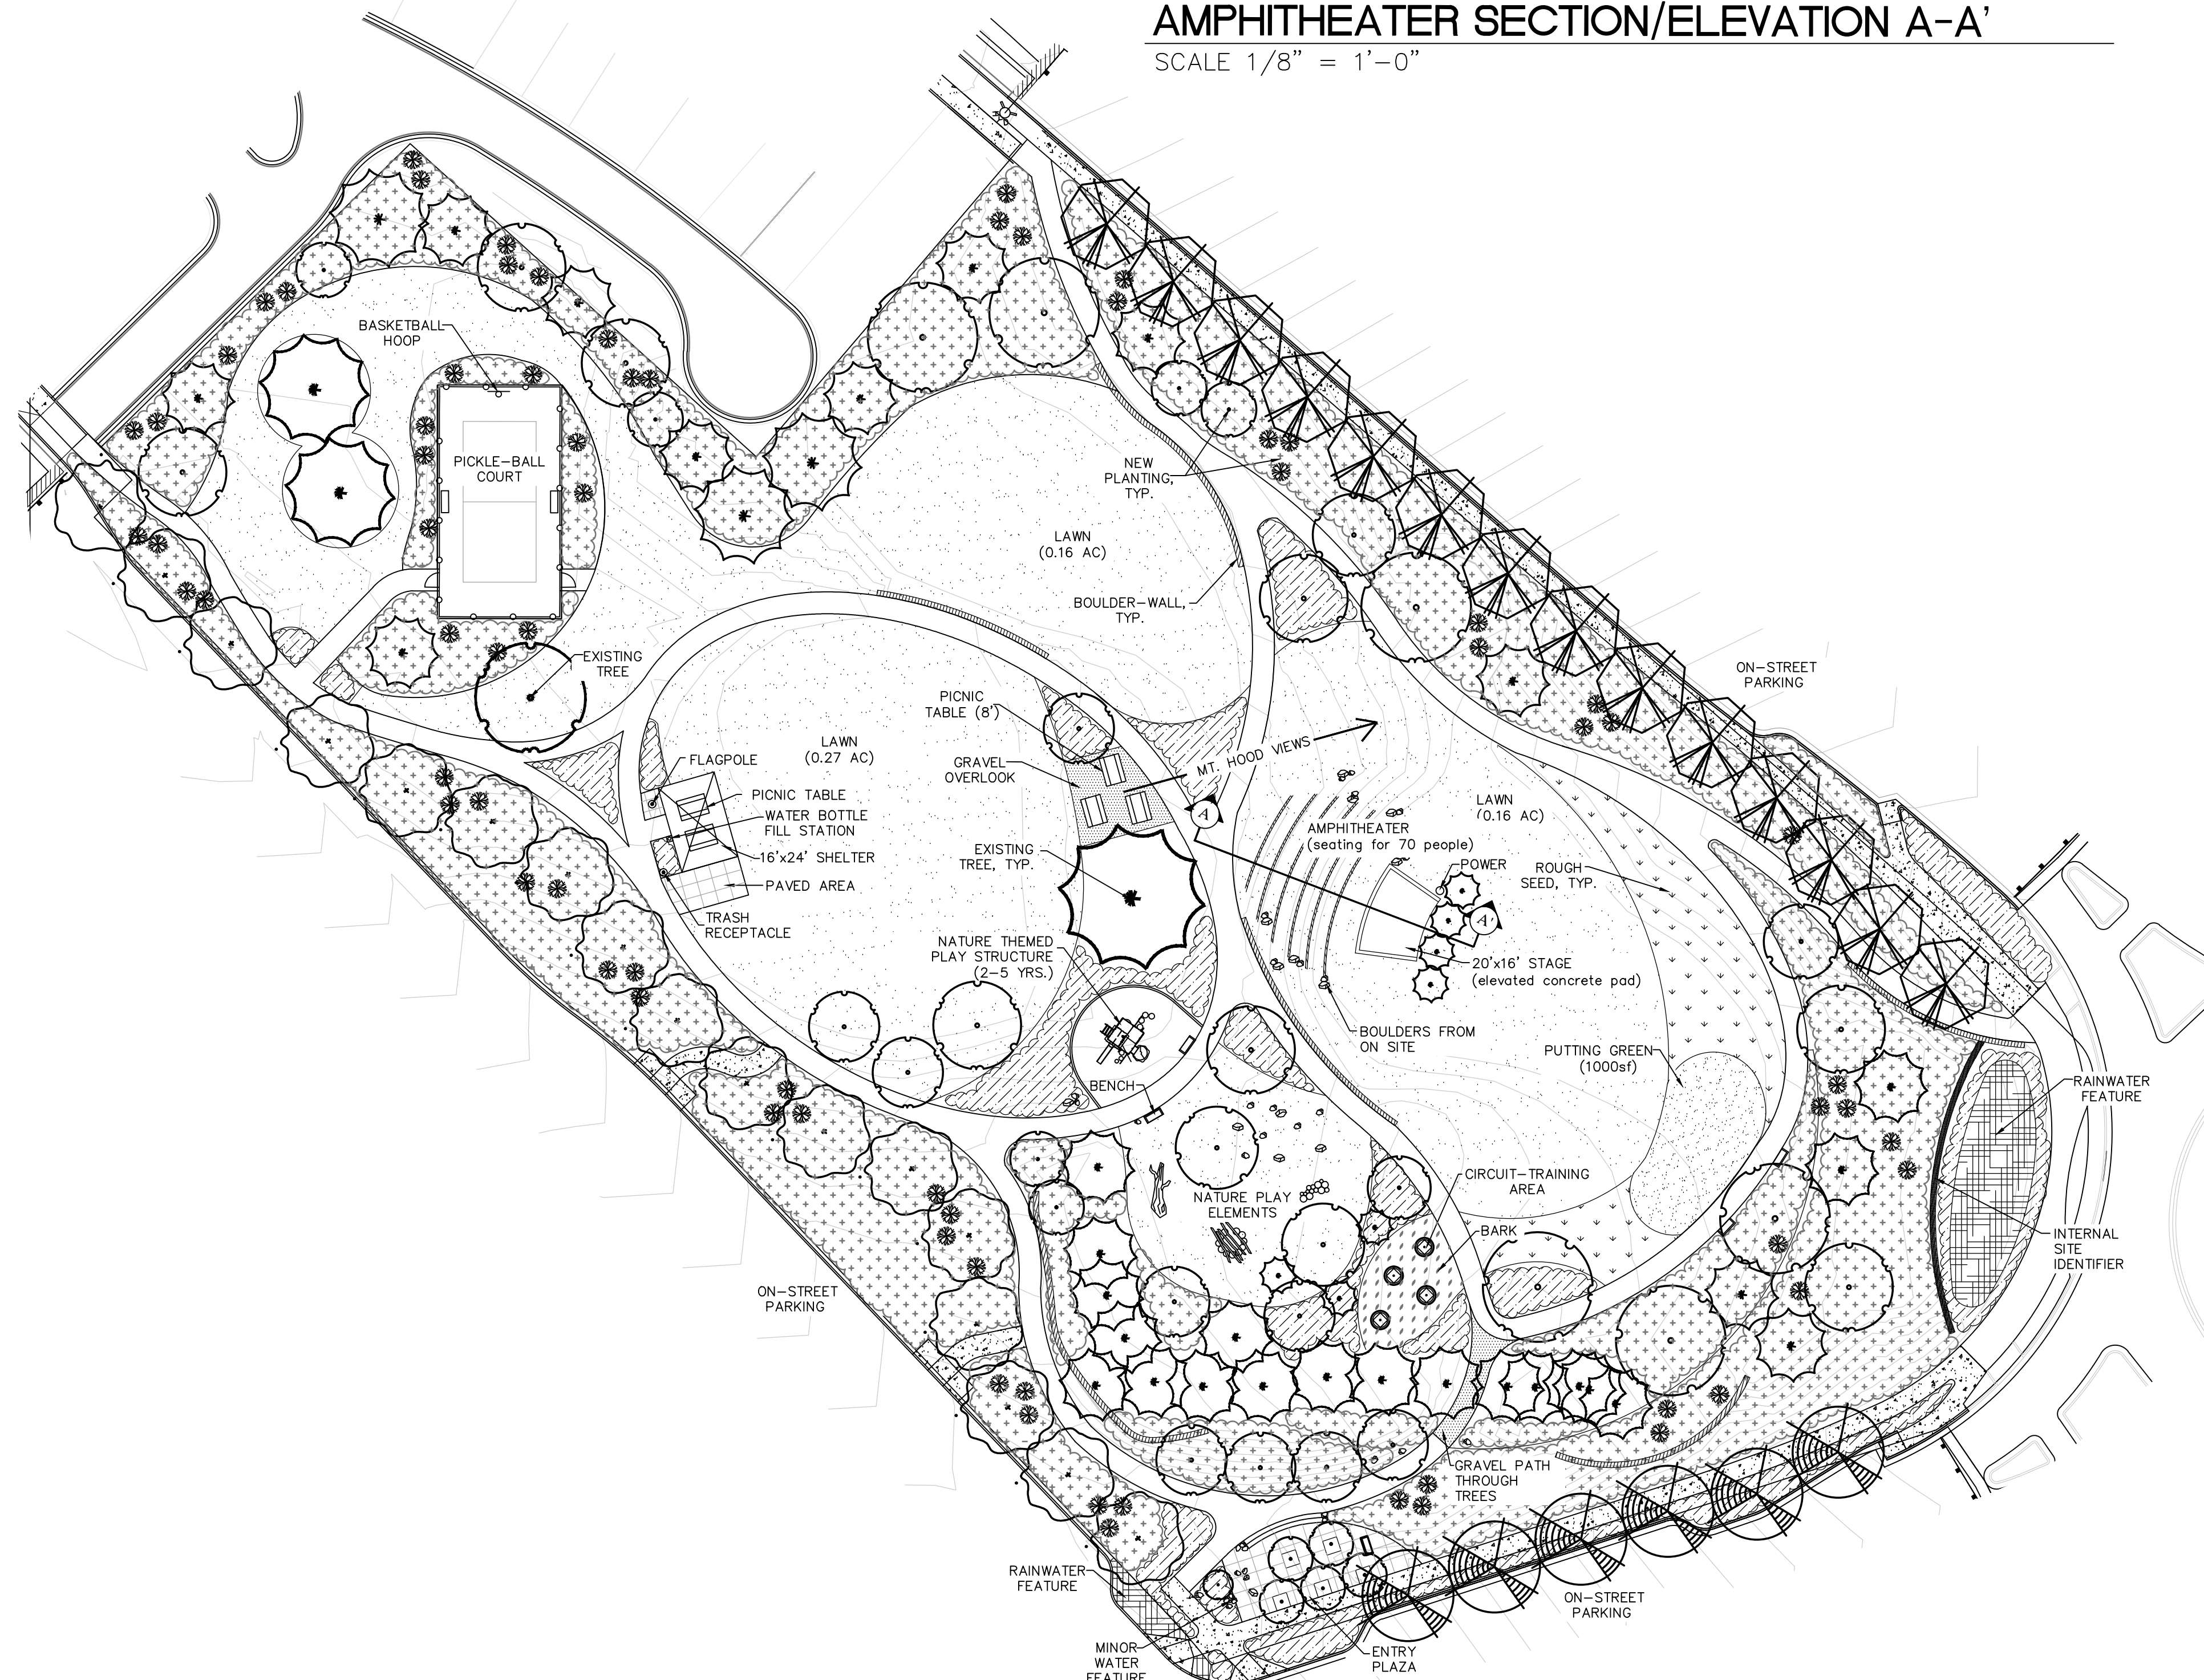 AMPHITHEATER SECTION/ELEVATION A-A'
SCALE 1/8" = 1'-0"
BASKETBALL
HOOP
PICKLE-BALL
COURT
NEW
PLANTING,
TYP.
LAWN
(0.16 AC)
BOULDER-WALL,
TYP.
EXISTING
TREE
ON-STREET
PARKING
PICNIC
TABLE (8')
LAWN
(0.27 AC)
MT. HOOD VIEWS
FLAGPOLE
GRAVEL
OVERLOOK
PICNIC TABLE
WATER BOTTLE
FILL STATION
16'x24' SHELTER
PAVED AREA
TRASH
RECEPTACLE
A
LAWN
(0.16 AC)
AMPHITHEATER
(seating for 70 people)
EXISTING
TREE, TYP.
POWER
ROUGH
SEED, TYP.
A'
NATURE THEMED
PLAY STRUCTURE
(2-5 YRS.)
20'x16' STAGE
(elevated concrete pad)
BOULDERS FROM
ON SITE
PUTTING GREEN
(1000sf)
BENCH
RAINWATER
FEATURE
NATURE PLAY
ELEMENTS
CIRCUIT-TRAINING
AREA
BARK
INTERNAL
SITE
IDENTIFIER
ON-STREET
PARKING
GRAVEL PATH
THROUGH
TREES
RAINWATER
FEATURE
ON-STREET
PARKING
MINOR
WATER
FEATURE
ENTRY
PLAZA